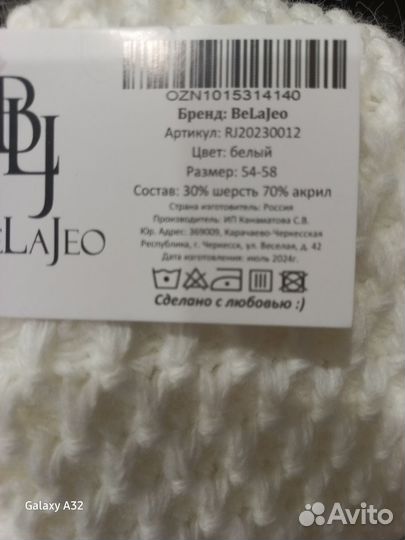 OZN1015314140
Бренд: BeLaJeo
Артикул: RJ20230012
Цвет: белый
Размер: 54-58
Состав: 30% шерсть 70% акрил
Страна изготовитель: Россия
Производитель: ИП Канаматова С.В.
Юр. Адрес: 369009, Карачаево-Черкесская
Республика, г. Черкесск, ул. Веселая, д. 42
Дата изготовления: июль 2024г.
Сделано с любовью :)
BLJ
eLaJeo
Galaxy A32
Avito